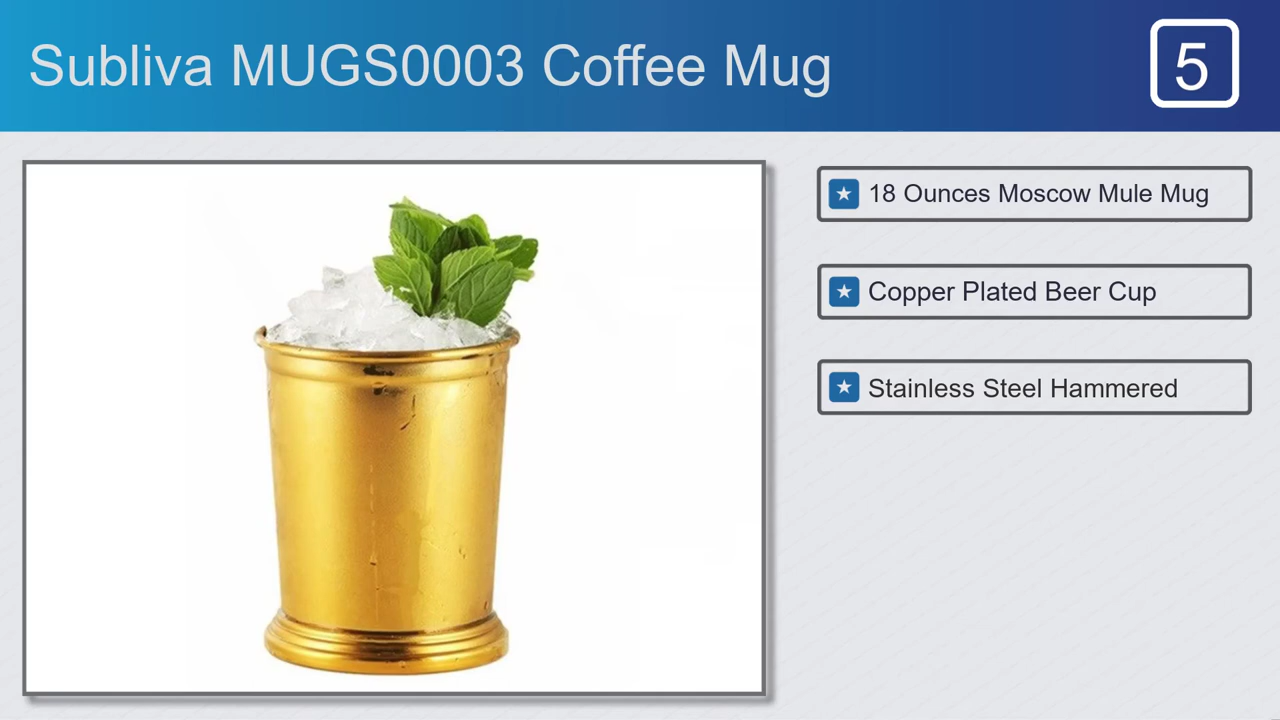 Subliva MUGS0003 Coffee Mug
5
18 Ounces Moscow Mule Mug
Copper Plated Beer Cup
Stainless Steel Hammered